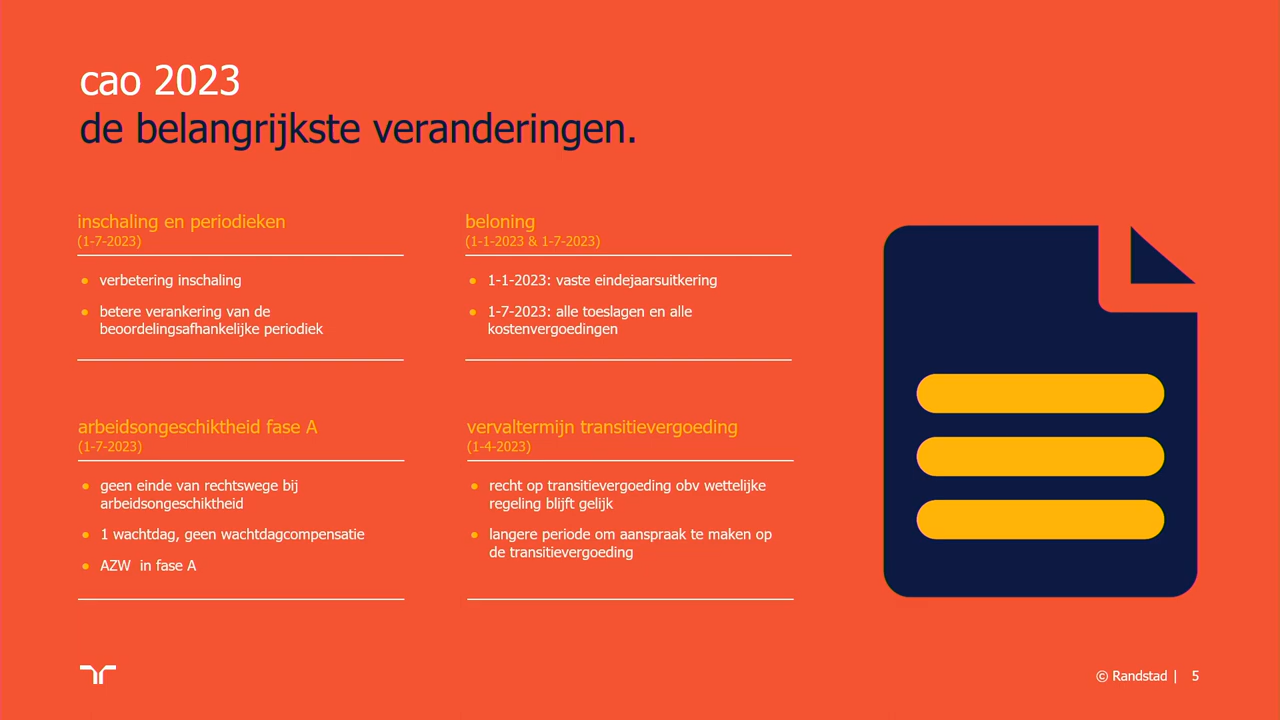 cao 2023
de belangrijkste veranderingen.
inschaling en periodieken
(1-7-2023)
• verbetering inschaling
• betere verankering van de
beoordelingsafhankelijke periodiek
beloning
(1-1-2023 & 1-7-2023)
• 1-1-2023: vaste eindejaarsuitkering
• 1-7-2023: alle toeslagen en alle
kostenvergoedingen
arbeidsongeschiktheid fase A
(1-7-2023)
• geen einde van rechtswege bij
arbeidsongeschiktheid
• 1 wachtdag, geen wachtdagcompensatie
• AZW  in fase A
vervaltermijn transitievergoeding
(1-4-2023)
• recht op transitievergoeding obv wettelijke
regeling blijft gelijk
• langere periode om aanspraak te maken op
de transitievergoeding
© Randstad | 5